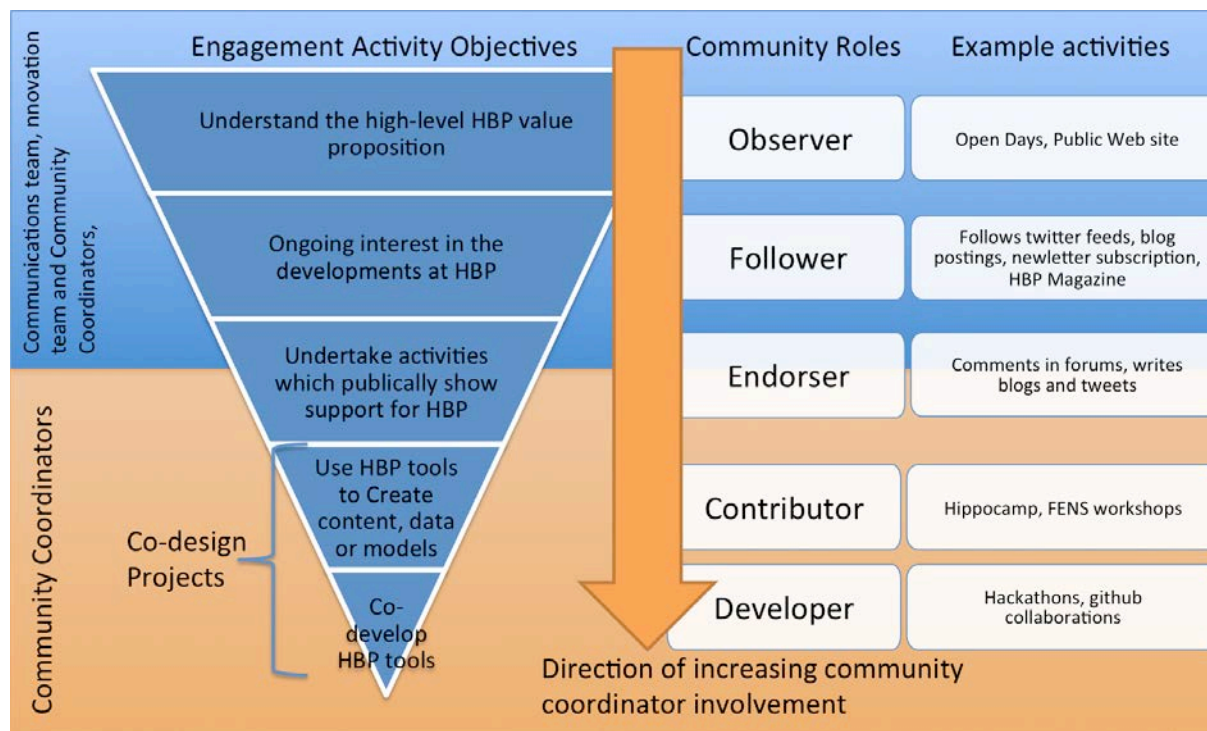 Engagement Activity Objectives
Community Roles
Example activities
Communications team, nnovation
team and Community
Coordinators,
Understand the high-level HBP value
proposition
Observer
Open Days, Public Web site
Ongoing interest in the
developments at HBP
Follower
Follows twitter feeds, blog
postings, newletter subscription,
HBP Magazine
Undertake activities
which publically show
support for HBP
Endorser
Comments in forums, writes
blogs and tweets
Community Coordinators
Co-design
Projects
Use HBP tools
to Create
content, data
or models
Contributor
Hippocamp, FENS workshops
Co-
develop
HBP tools
Developer
Hackathons, github
collaborations
Direction of increasing community
coordinator involvement